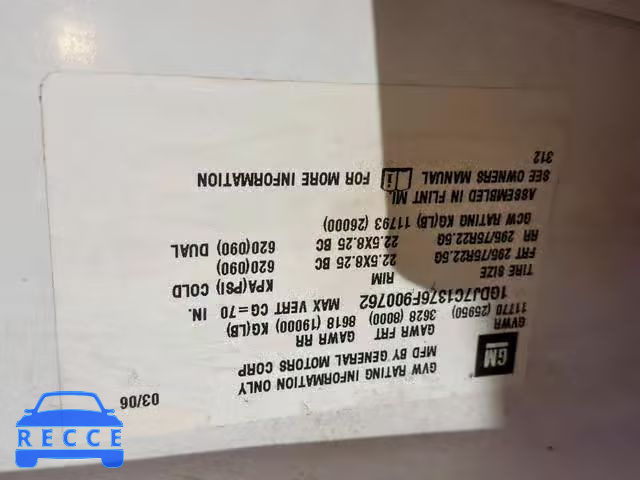 03/06
GVW RATING INFORMATION ONLY
MFD BY GENERAL MOTORS CORP
GM
GVWR GAWR FRT GAWR RR
11770 (25950) 3628 (8000) 8618 (19000) KG(LB)
1GDJ7C1376F900762 MAX VERT CG=70 IN.
TIRE SIZE RIM KPA(PSI) COLD
FRT 295/75R22.5G 22.5X8.25 BC 620(090)
RR 295/75R22.5G 22.5X8.25 BC 620(090) DUAL
GCW RATING KG(LB) 11793 (26000)
ASSEMBLED IN FLINT MI,
SEE OWNERS MANUAL i FOR MORE INFORMATION
312
RECCE